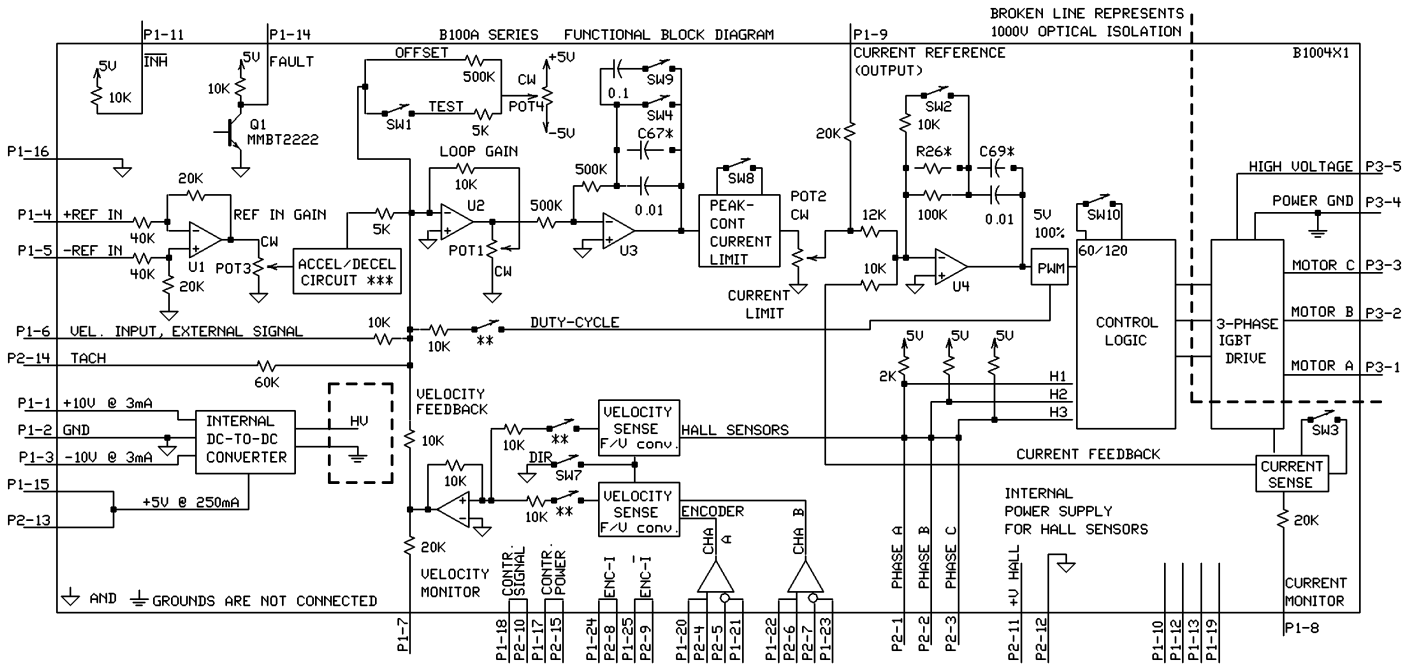 BROKEN LINE REPRESENTS
1000V OPTICAL ISOLATION
P1-11
P1-14
B100A SERIES FUNCTIONAL BLOCK DIAGRAM
P1-9
INH
FAULT
OFFSET
CURRENT REFERENCE
(OUTPUT)
B1004X1
5V
10K
5V
10K
Q1
MMBT2222
500K
CW
POT4
+5V
-5V
TEST
SW1
5K
SW9
0.1
SW4
C67*
0.01
500K
20K
SW2
10K
R26*
C69*
100K
0.01
P1-16
LOOP GAIN
10K
U2
500K
U3
SW8
PEAK-
CONT
CURRENT
LIMIT
POT2
CW
CURRENT
LIMIT
12K
10K
U4
5V
100%
PWM
SW10
60/120
HIGH VOLTAGE
P3-5
POWER GND
P3-4
MOTOR C
P3-3
MOTOR B
P3-2
MOTOR A
P3-1
20K
P1-4
+REF IN
40K
P1-5
-REF IN
40K
U1
20K
REF IN GAIN
CW
POT3
5K
ACCEL/DECEL
CIRCUIT ***
POT1
CW
CONTROL
LOGIC
3-PHASE
IGBT
DRIVE
P1-6
VEL. INPUT, EXTERNAL SIGNAL
10K
10K
**
DUTY-CYCLE
P2-14
TACH
60K
5V
5V
5V
2K
H1
H2
H3
VELOCITY
FEEDBACK
P1-1
+10V @ 3mA
P1-2
GND
P1-3
-10V @ 3mA
INTERNAL
DC-TO-DC
CONVERTER
HV
P1-15
+5V @ 250mA
P2-13
10K
10K
10K
**
DIR
SW7
10K
**
VELOCITY
SENSE
F/V conv.
HALL SENSORS
VELOCITY
SENSE
F/V conv.
ENCODER
SW3
CURRENT FEEDBACK
CURRENT
SENSE
INTERNAL
POWER SUPPLY
FOR HALL SENSORS
20K
20K
VELOCITY
MONITOR
CONTR.
SIGNAL
CONTR.
POWER
ENC-I
ENC-I
CHA
A
CHA B
PHASE A
PHASE B
PHASE C
+V HALL
CURRENT
MONITOR
AND
GROUNDS ARE NOT CONNECTED
P1-7
P1-18
P2-10
P1-17
P2-15
P1-24
P2-8
P1-25
P2-9
P1-20
P2-4
P2-5
P1-21
P1-22
P2-6
P2-7
P1-23
P2-1
P2-2
P2-3
P2-11
P2-12
P1-10
P1-12
P1-13
P1-19
P1-8